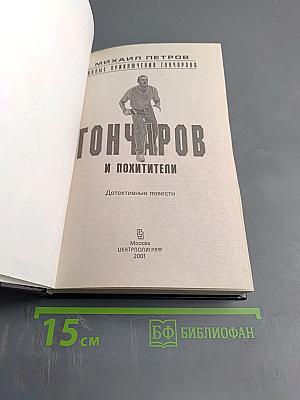 МИХАИЛ ПЕТРОВ
НОВЫЕ ПРИКЛЮЧЕНИЯ ГОНЧАРОВА
ГОНЧАРОВ
И ПОХИТИТЕЛИ
Детективные повести
Москва
ЦЕНТРПОЛИГРАФ
2001
15 см
БФ БИБЛИОФАН